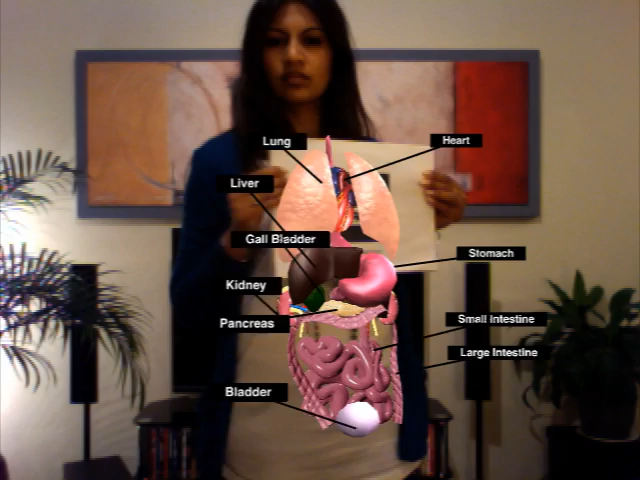 Lung
Heart
Liver
Gall Bladder
Stomach
Kidney
Pancreas
Small Intestine
Large Intestine
Bladder